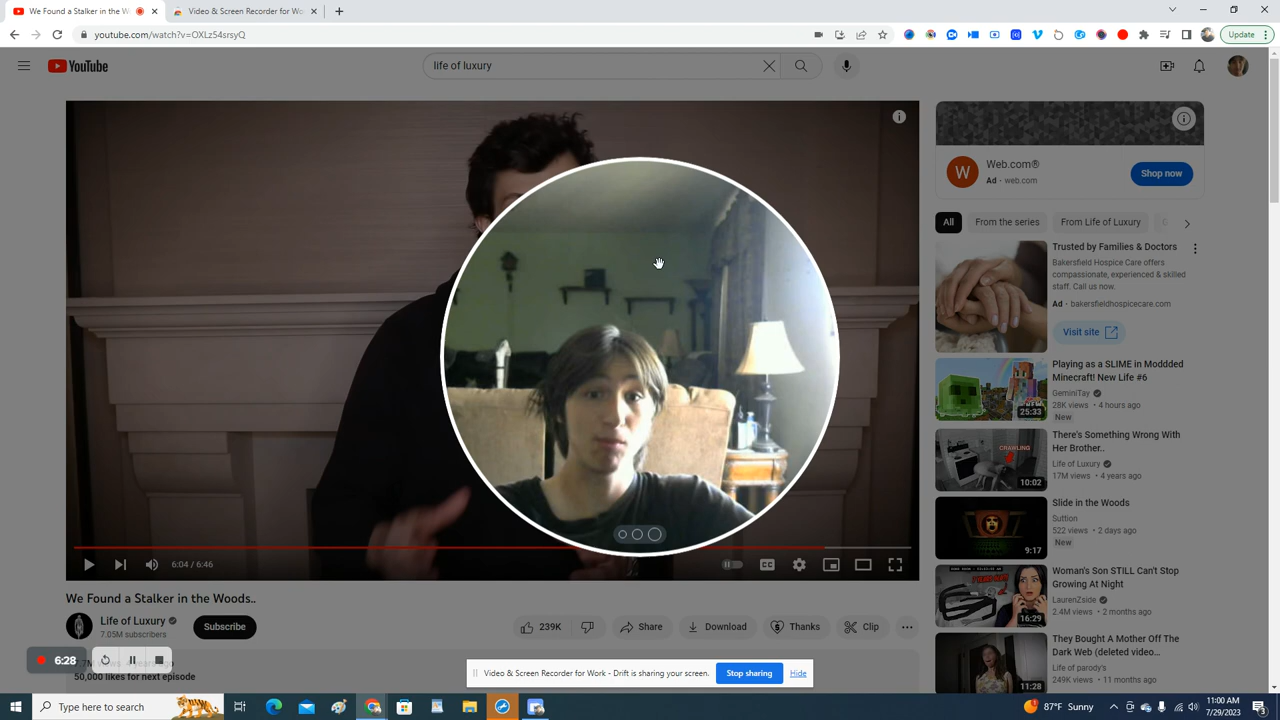 We Found a Stalker in the W
Video & Screen Recorder for Wo
youtube.com/watch?v=OXLz54srsyQ
Update
YouTube
life of luxury
Web.com®
Ad • web.com
Shop now
W
All
From the series
From Life of Luxury
Trusted by Families & Doctors
Bakersfield Hospice Care offers
compassionate, experienced & skilled
staff. Call us now.
Ad • bakersfieldhospicecare.com
Visit site
Playing as a SLIME in Moddded
Minecraft! New Life #6
GeminiTay
28K views • 4 hours ago
New
25:33
There's Something Wrong With
Her Brother..
Life of Luxury
17M views • 4 years ago
CRAWLING
10:02
Slide in the Woods
Suttion
522 views • 2 days ago
New
9:17
Woman's Son STILL Can't Stop
Growing At Night
LaurenZside
2.4M views • 2 months ago
16:29
They Bought A Mother Off The
Dark Web (deleted video...
Life of parody's
249K views • 11 months ago
11:28
6:04 / 6:46
CC
We Found a Stalker in the Woods..
Life of Luxury
7.05M subscribers
Subscribe
239K
Share
Download
Thanks
Clip
6:28
years ago
50,000 likes for next episode
Video & Screen Recorder for Work - Drift is sharing your screen.
Stop sharing
Hide
Type here to search
87°F Sunny
11:00 AM
7/29/2023
3